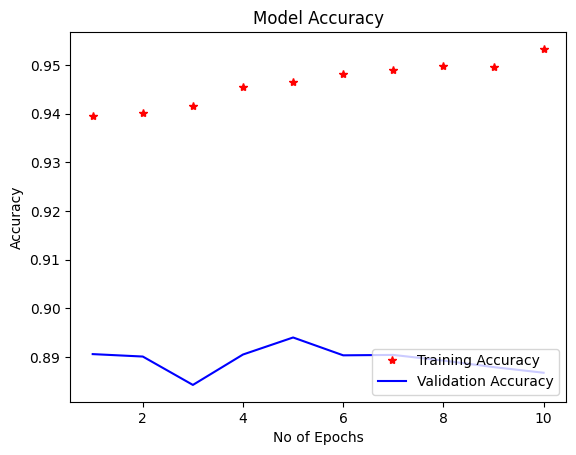 Model Accuracy
Accuracy
0.95
0.94
0.93
0.92
0.91
0.90
0.89
Training Accuracy
Validation Accuracy
2
4
6
8
10
No of Epochs